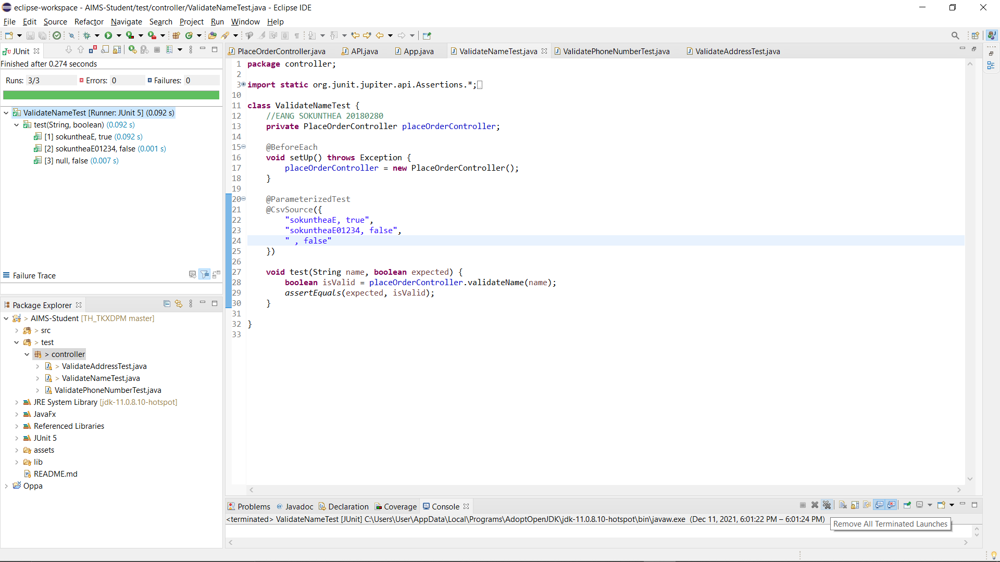 eclipse-workspace - AIMS-Student/test/controller/ValidateNameTest.java - Eclipse IDE
File Edit Source Refactor Navigate Search Project Run Window Help
JUnit
Finished after 0.274 seconds
Runs: 3/3 Errors: 0 Failures: 0
ValidateNameTest [Runner: JUnit 5] (0.092 s)
test(String, boolean) (0.092 s)
[1] sokuntheaE, true (0.092 s)
[2] sokuntheaE01234, false (0.001 s)
[3] null, false (0.007 s)
Failure Trace
Package Explorer
> AIMS-Student [TH_TKXDPM master]
> src
> test
> controller
> ValidateAddressTest.java
> ValidateNameTest.java
ValidatePhoneNumberTest.java
JRE System Library [jdk-11.0.8.10-hotspot]
JavaFx
Referenced Libraries
JUnit 5
assets
lib
README.md
Oppa
PlaceOrderController.java API.java App.java ValidateNameTest.java ValidatePhoneNumberTest.java ValidateAddressTest.java
1 package controller;
2
3 import static org.junit.jupiter.api.Assertions.*;
10
11 class ValidateNameTest {
12 //EANG SOKUNTHEA 20180280
13 private PlaceOrderController placeOrderController;
14
15 @BeforeEach
16 void setUp() throws Exception {
17 placeOrderController = new PlaceOrderController();
18 }
19
20 @ParameterizedTest
21 @CsvSource({
22 "sokuntheaE, true",
23 "sokuntheaE01234, false",
24 " , false"
25 })
26
27 void test(String name, boolean expected) {
28 boolean isValid = placeOrderController.validateName(name);
29 assertEquals(expected, isValid);
30 }
31
32 }
33
Problems Javadoc Declaration Coverage Console
<terminated> ValidateNameTest [JUnit] C:\Users\User\AppData\Local\Programs\AdoptOpenJDK\jdk-11.0.8.10-hotspot\bin\javaw.exe (Dec 11, 2021, 6:01:22 PM – 6:01:24 PM)
Remove All Terminated Launches